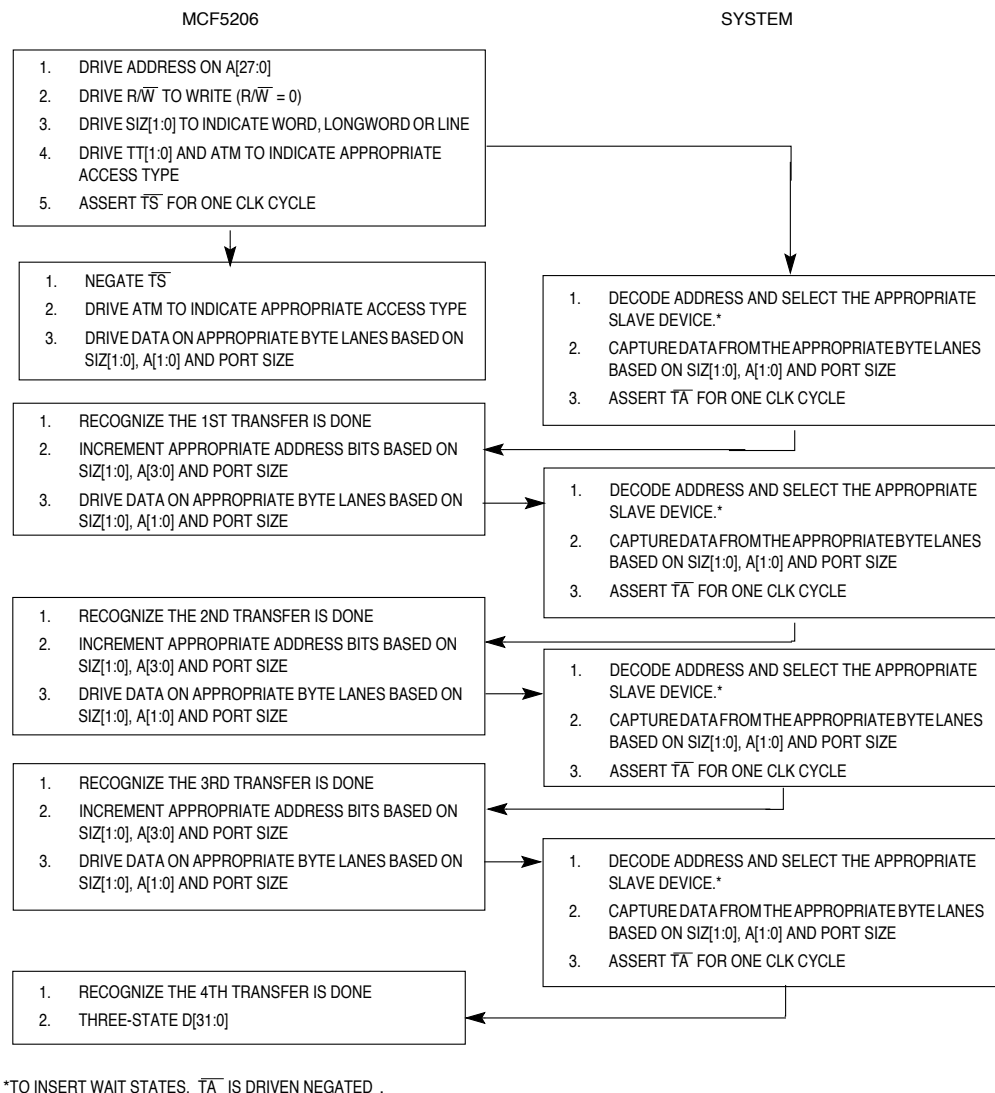 MCF5206
SYSTEM
1. DRIVE ADDRESS ON A[27:0]
2. DRIVE R/W̅ TO WRITE (R/W̅ = 0)
3. DRIVE SIZ[1:0] TO INDICATE WORD, LONGWORD OR LINE
4. DRIVE TT[1:0] AND ATM TO INDICATE APPROPRIATE
ACCESS TYPE
5. ASSERT T̅S̅ FOR ONE CLK CYCLE
1. NEGATE T̅S̅
2. DRIVE ATM TO INDICATE APPROPRIATE ACCESS TYPE
3. DRIVE DATA ON APPROPRIATE BYTE LANES BASED ON
SIZ[1:0], A[1:0] AND PORT SIZE
1. DECODE ADDRESS AND SELECT THE APPROPRIATE
SLAVE DEVICE.*
2. CAPTURE DATA FROM THE APPROPRIATE BYTE LANES
BASED ON SIZ[1:0], A[1:0] AND PORT SIZE
3. ASSERT T̅A̅ FOR ONE CLK CYCLE
1. RECOGNIZE THE 1ST TRANSFER IS DONE
2. INCREMENT APPROPRIATE ADDRESS BITS BASED ON
SIZ[1:0], A[3:0] AND PORT SIZE
3. DRIVE DATA ON APPROPRIATE BYTE LANES BASED ON
SIZ[1:0], A[1:0] AND PORT SIZE
1. DECODE ADDRESS AND SELECT THE APPROPRIATE
SLAVE DEVICE.*
2. CAPTURE DATA FROM THE APPROPRIATE BYTE LANES
BASED ON SIZ[1:0], A[1:0] AND PORT SIZE
3. ASSERT T̅A̅ FOR ONE CLK CYCLE
1. RECOGNIZE THE 2ND TRANSFER IS DONE
2. INCREMENT APPROPRIATE ADDRESS BITS BASED ON
SIZ[1:0], A[3:0] AND PORT SIZE
3. DRIVE DATA ON APPROPRIATE BYTE LANES BASED ON
SIZ[1:0], A[1:0] AND PORT SIZE
1. DECODE ADDRESS AND SELECT THE APPROPRIATE
SLAVE DEVICE.*
2. CAPTURE DATA FROM THE APPROPRIATE BYTE LANES
BASED ON SIZ[1:0], A[1:0] AND PORT SIZE
3. ASSERT T̅A̅ FOR ONE CLK CYCLE
1. RECOGNIZE THE 3RD TRANSFER IS DONE
2. INCREMENT APPROPRIATE ADDRESS BITS BASED ON
SIZ[1:0], A[3:0] AND PORT SIZE
3. DRIVE DATA ON APPROPRIATE BYTE LANES BASED ON
SIZ[1:0], A[1:0] AND PORT SIZE
1. DECODE ADDRESS AND SELECT THE APPROPRIATE
SLAVE DEVICE.*
2. CAPTURE DATA FROM THE APPROPRIATE BYTE LANES
BASED ON SIZ[1:0], A[1:0] AND PORT SIZE
3. ASSERT T̅A̅ FOR ONE CLK CYCLE
1. RECOGNIZE THE 4TH TRANSFER IS DONE
2. THREE-STATE D[31:0]
*TO INSERT WAIT STATES, T̅A̅ IS DRIVEN NEGATED .